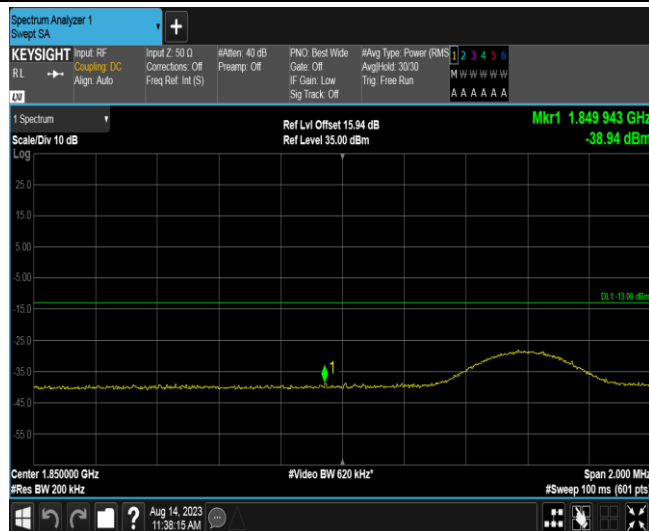 Spectrum Analyzer 1
Swept SA
KEYSIGHT
RL
Input: RF
Coupling: DC
Align: Auto
Input Z: 50 Ω
Corrections: Off
Freq Ref: Int (S)
#Atten: 40 dB
Preamp: Off
PNO: Best Wide
Gate: Off
IF Gain: Low
Sig Track: Off
#Avg Type: Power (RMS
Avg|Hold: 30/30
Trig: Free Run
1 2 3 4 5 6
M W W W W W
A A A A A A
1 Spectrum
Scale/Div 10 dB
Log
Ref Lvl Offset 15.94 dB
Ref Level 35.00 dBm
Mkr1 1.849 943 GHz
-38.94 dBm
25.0
15.0
5.00
-5.00
DL1 -13.00 dBm
-15.0
-25.0
1
-35.0
-45.0
-55.0
Center 1.850000 GHz
#Video BW 620 kHz*
Span 2.000 MHz
#Res BW 200 kHz
#Sweep 100 ms (601 pts)
?
Aug 14, 2023
11:38:15 AM